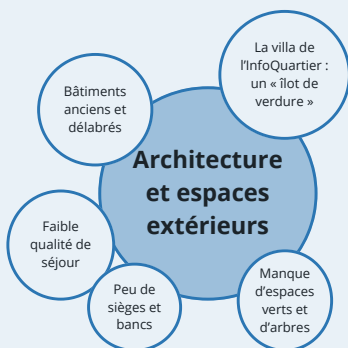 La villa de
l’InfoQuartier :
un « îlot de
verdure »
Bâtiments
anciens et
délabrés
Architecture
et espaces
extérieurs
Faible
qualité de
séjour
Peu de
sièges et
bancs
Manque
d’espaces
verts et
d’arbres